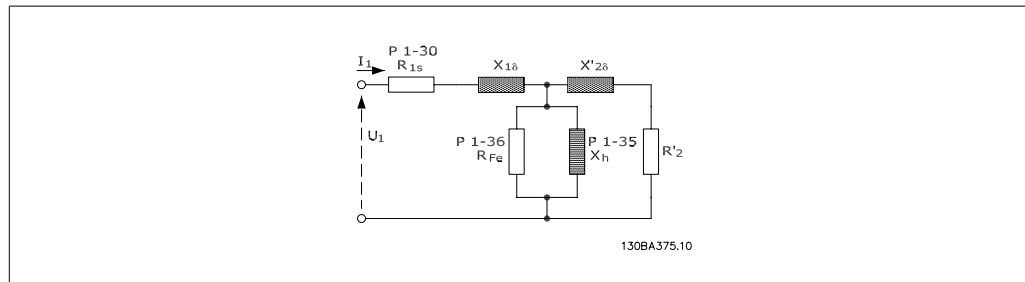 P 1-30
I1
R1s
X1δ
X'2δ
U1
P 1-36
RFe
P 1-35
Xh
R'2
130BA375.10